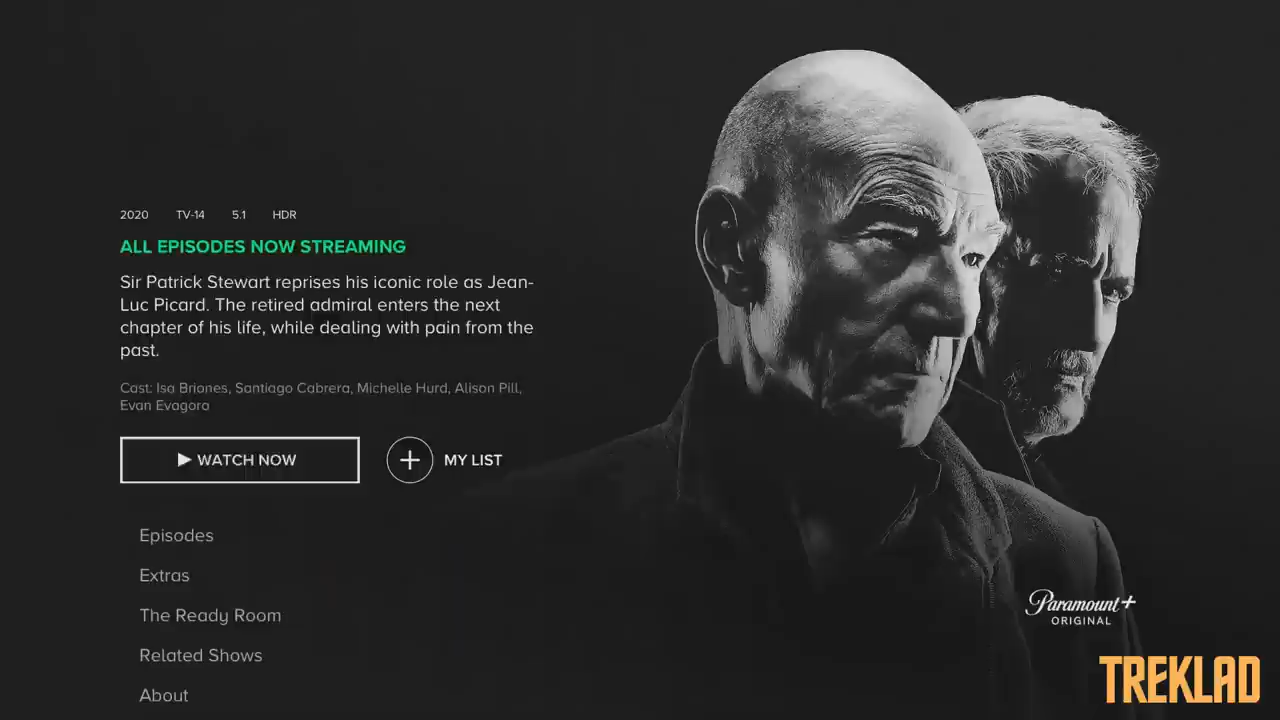 2020 TV-14 5.1 HDR
ALL EPISODES NOW STREAMING
Sir Patrick Stewart reprises his iconic role as Jean-
Luc Picard. The retired admiral enters the next
chapter of his life, while dealing with pain from the
past.
Cast: Isa Briones, Santiago Cabrera, Michelle Hurd, Alison Pill,
Evan Evagora
WATCH NOW
MY LIST
Episodes
Extras
The Ready Room
Related Shows
About
Paramount+
ORIGINAL
TREKLAD